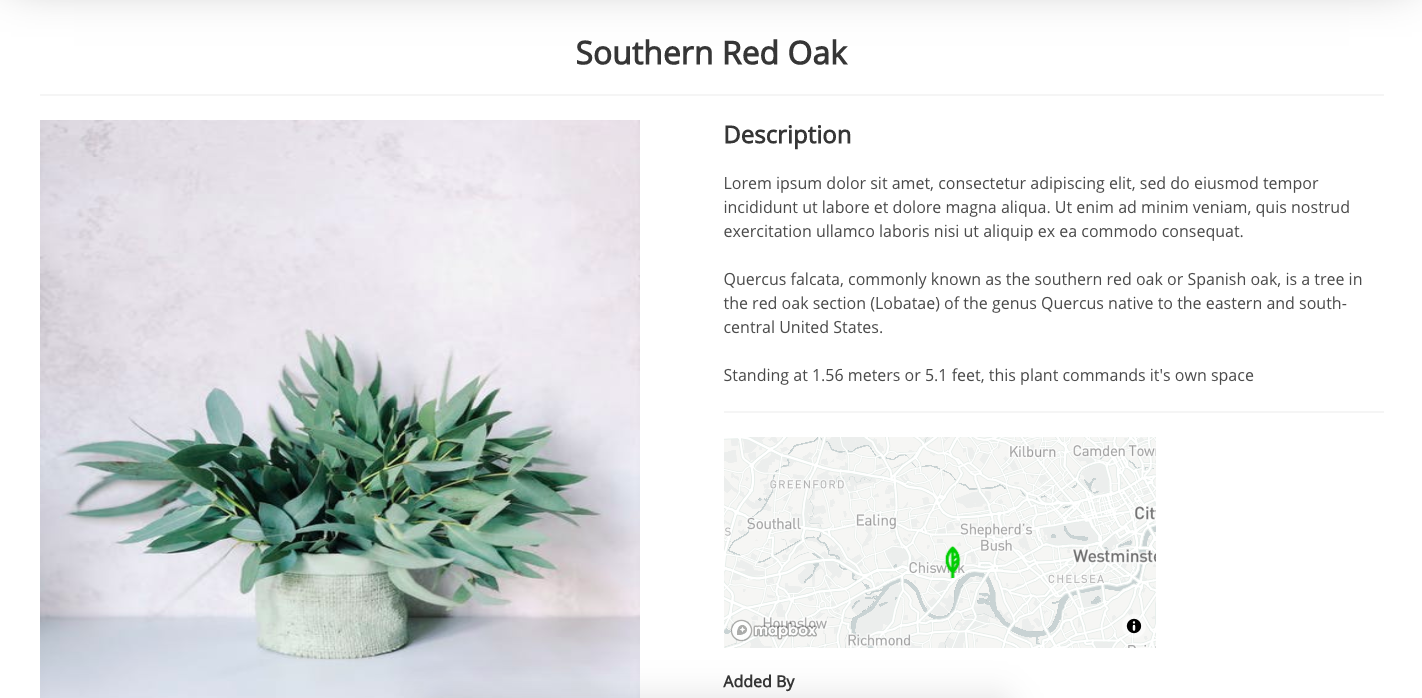 Southern Red Oak
Description
Lorem ipsum dolor sit amet, consectetur adipiscing elit, sed do eiusmod tempor
incididunt ut labore et dolore magna aliqua. Ut enim ad minim veniam, quis nostrud
exercitation ullamco laboris nisi ut aliquip ex ea commodo consequat.
Quercus falcata, commonly known as the southern red oak or Spanish oak, is a tree in
the red oak section (Lobatae) of the genus Quercus native to the eastern and south-
central United States.
Standing at 1.56 meters or 5.1 feet, this plant commands it's own space
Kilburn
Camden Tow
GREENFORD
Cit
Southall
Ealing
Shepherd's
Bush
Westminste
Chiswick
CHELSEA
Hounslow
mapbox
Richmond
Added By